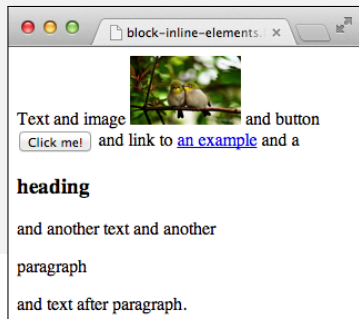 block-inline-elements.
Text and image and button
Click me! and link to an example and a
heading
and another text and another
paragraph
and text after paragraph.